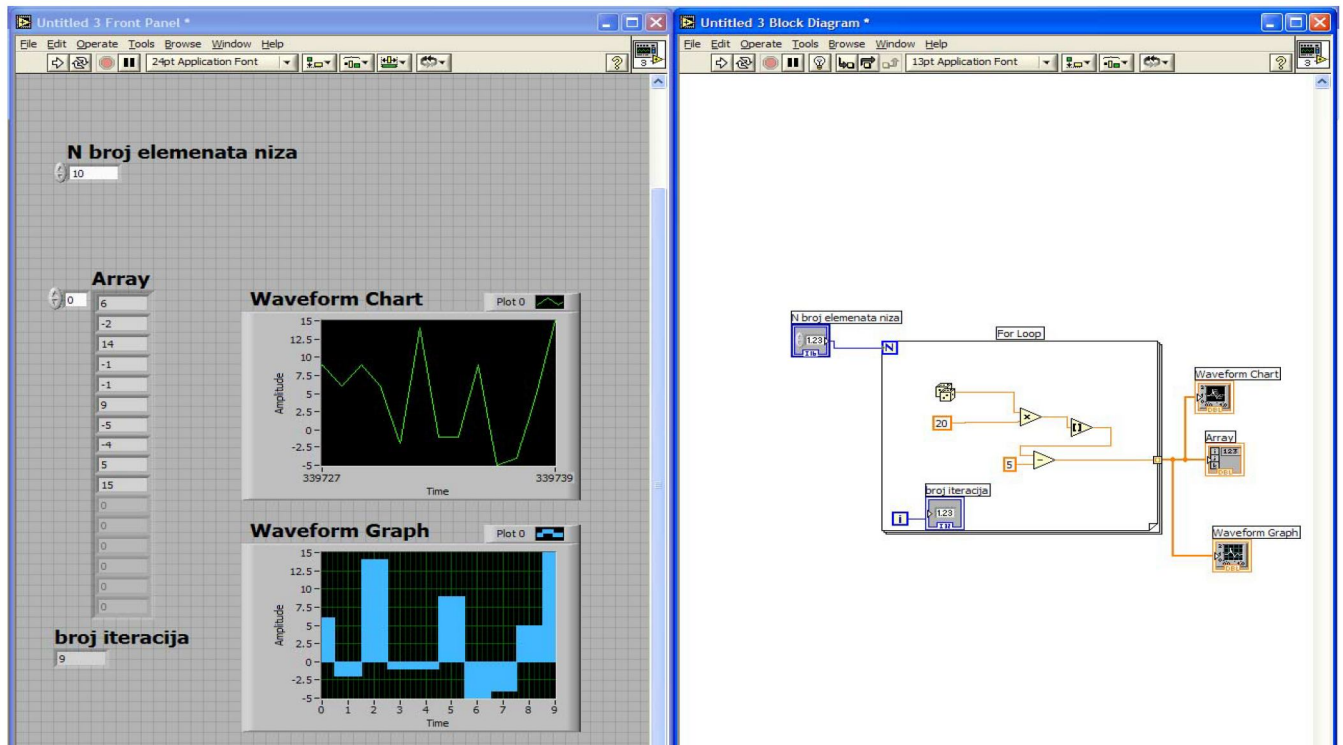 Untitled 3 Front Panel *
File Edit Operate Tools Browse Window Help
24pt Application Font
3
N broj elemenata niza
10
Array
0
6
-2
14
-1
-1
9
-5
-4
5
15
0
0
0
0
0
0
broj iteracija
9
Waveform Chart
Plot 0
15
12.5
10
7.5
5
2.5
0
-2.5
-5
Amplitude
339727 339739
Time
Waveform Graph
Plot 0
15
12.5
10
7.5
5
2.5
0
-2.5
-5
Amplitude
0 1 2 3 4 5 6 7 8 9
Time
Untitled 3 Block Diagram *
File Edit Operate Tools Browse Window Help
13pt Application Font
3
N broj elemenata niza
1.23
N
For Loop
20
5
broj iteracija
1.23
i
Waveform Chart
DBL
Array
123
DBL
Waveform Graph
DBL